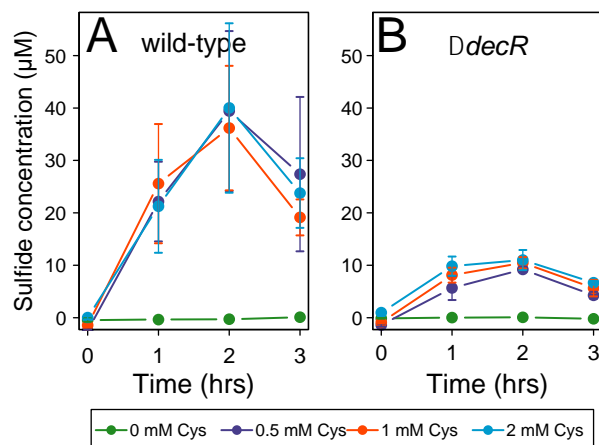 A wild-type
B DdecR
Sulfide concentration (µM)
50
40
30
20
10
0
50
40
30
20
10
0
0 1 2 3
0 1 2 3
Time (hrs)
Time (hrs)
0 mM Cys 0.5 mM Cys 1 mM Cys 2 mM Cys